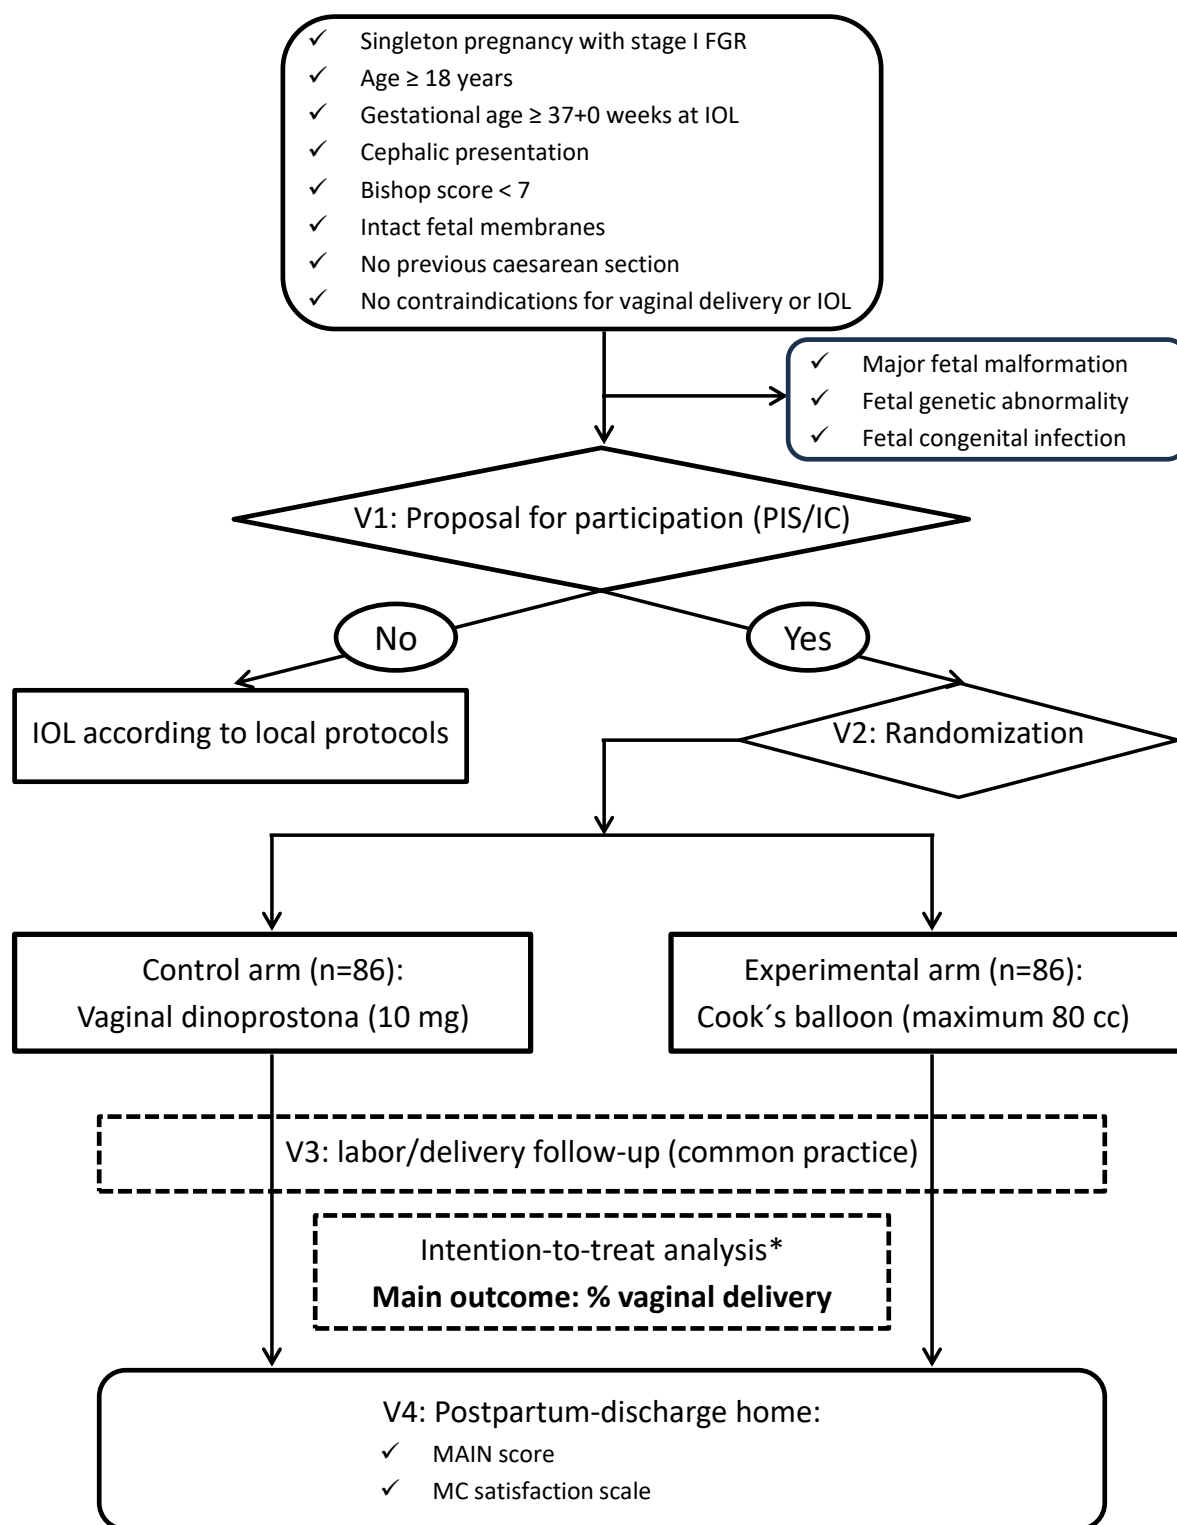 ✓ Singleton pregnancy with stage I FGR
✓ Age ≥ 18 years
✓ Gestational age ≥ 37+0 weeks at IOL
✓ Cephalic presentation
✓ Bishop score < 7
✓ Intact fetal membranes
✓ No previous caesarean section
✓ No contraindications for vaginal delivery or IOL
✓ Major fetal malformation
✓ Fetal genetic abnormality
✓ Fetal congenital infection
V1: Proposal for participation (PIS/IC)
No
Yes
IOL according to local protocols
V2: Randomization
Control arm (n=86):
Vaginal dinoprostona (10 mg)
Experimental arm (n=86):
Cook´s balloon (maximum 80 cc)
V3: labor/delivery follow-up (common practice)
Intention-to-treat analysis*
Main outcome: % vaginal delivery
V4: Postpartum-discharge home:
✓ MAIN score
✓ MC satisfaction scale